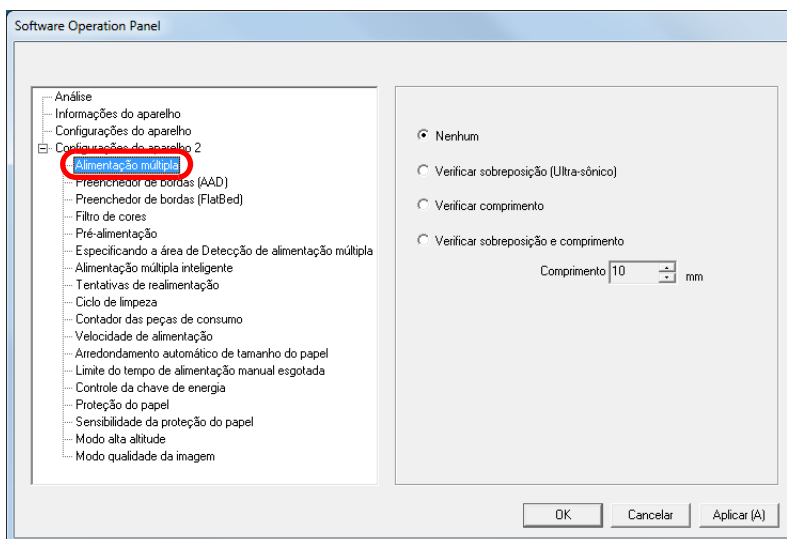 Software Operation Panel
Análise
Informações do aparelho
Configurações do aparelho
Configurações do aparelho 2
Alimentação múltipla
Preenchedor de bordas (AAD)
Preenchedor de bordas (FlatBed)
Filtro de cores
Pré-alimentação
Especificando a área de Detecção de alimentação múltipla
Alimentação múltipla inteligente
Tentativas de realimentação
Ciclo de limpeza
Contador das peças de consumo
Velocidade de alimentação
Arredondamento automático de tamanho do papel
Limite do tempo de alimentação manual esgotada
Controle da chave de energia
Proteção do papel
Sensibilidade da proteção do papel
Modo alta altitude
Modo qualidade da imagem
Nenhum
Verificar sobreposição (Ultra-sônico)
Verificar comprimento
Verificar sobreposição e comprimento
Comprimento 10 mm
OK Cancelar Aplicar (A)